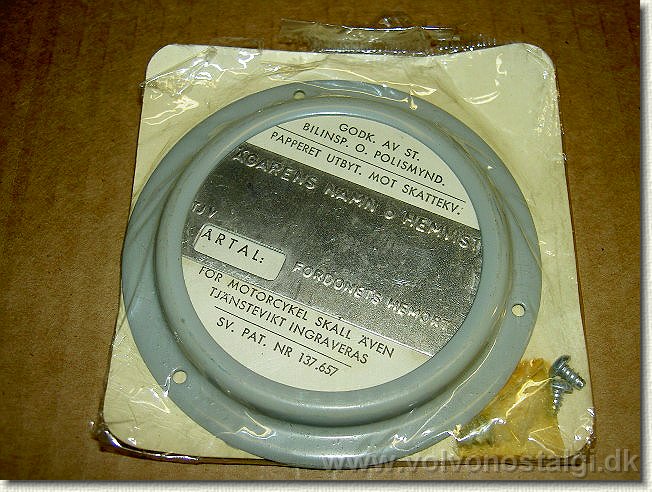 GODK. AV ST.
BILINSP. O. POLISMYND.
PAPPERET UTBYT. MOT SKATTEKV.
NAMN o HEMVIST
TJV
ÅRTAL:
FORDONETS HEMORT
FÖR MOTORCYKEL SKALL ÄVEN
TJÄNSTEVIKT INGRAVERAS
SV. PAT. NR 137.657
www.volvonostalgi.dk